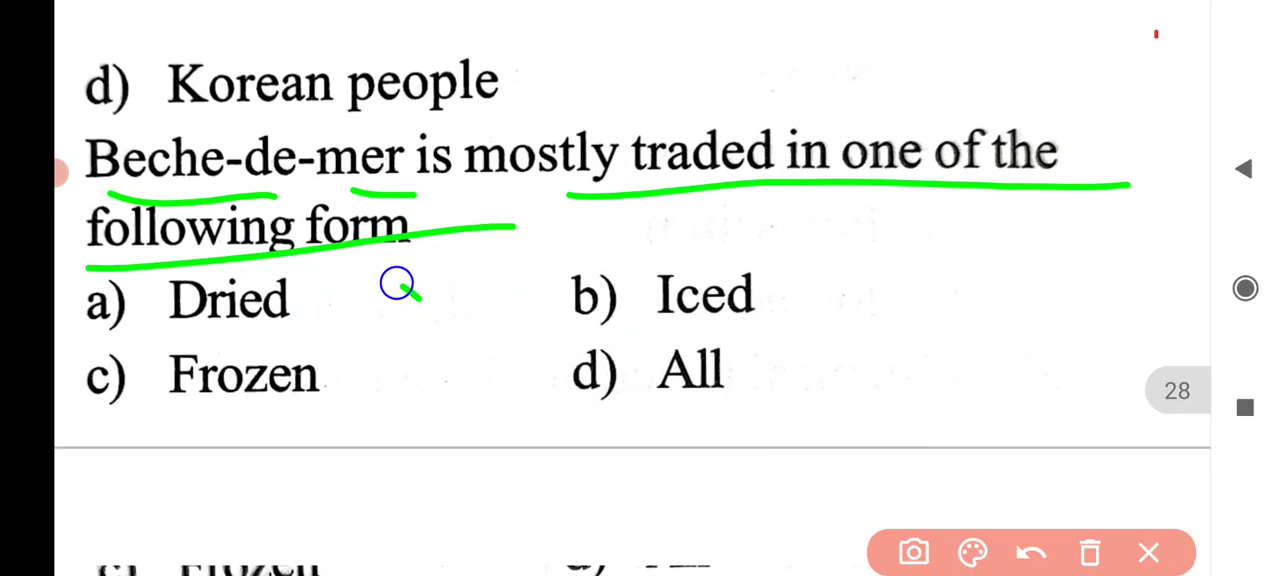 d) Korean people
Beche-de-mer is mostly traded in one of the
following form
a) Dried b) Iced
c) Frozen d) All
28